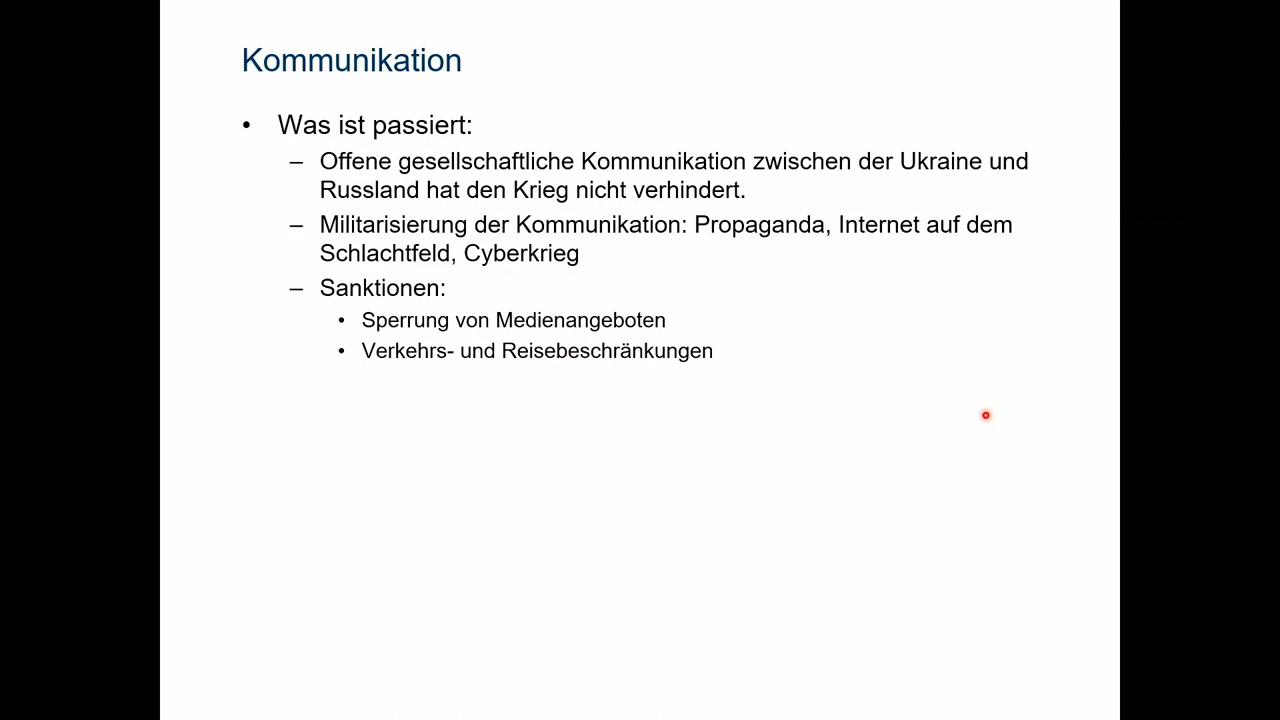 Kommunikation
• Was ist passiert:
– Offene gesellschaftliche Kommunikation zwischen der Ukraine und
Russland hat den Krieg nicht verhindert.
– Militarisierung der Kommunikation: Propaganda, Internet auf dem
Schlachtfeld, Cyberkrieg
– Sanktionen:
• Sperrung von Medienangeboten
• Verkehrs- und Reisebeschränkungen